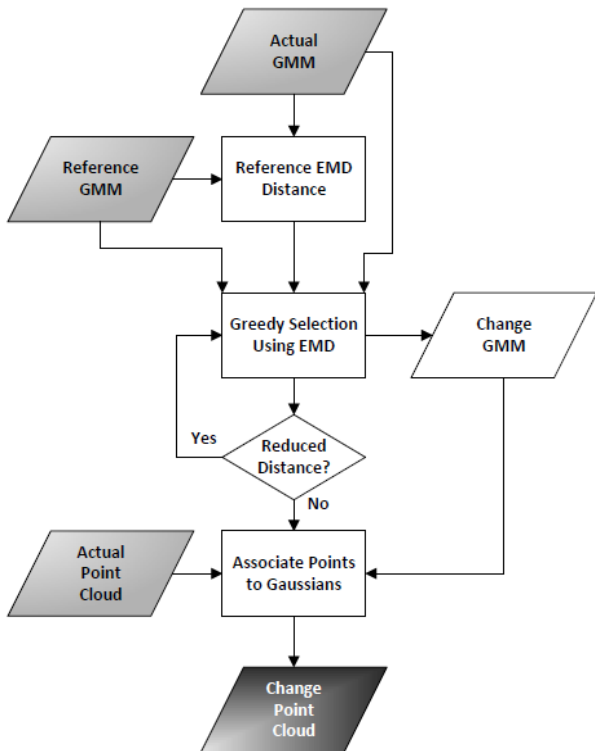 Actual
GMM
Reference
GMM
Reference EMD
Distance
Greedy Selection
Using EMD
Change
GMM
Yes
Reduced
Distance?
No
Actual
Point
Cloud
Associate Points
to Gaussians
Change
Point
Cloud